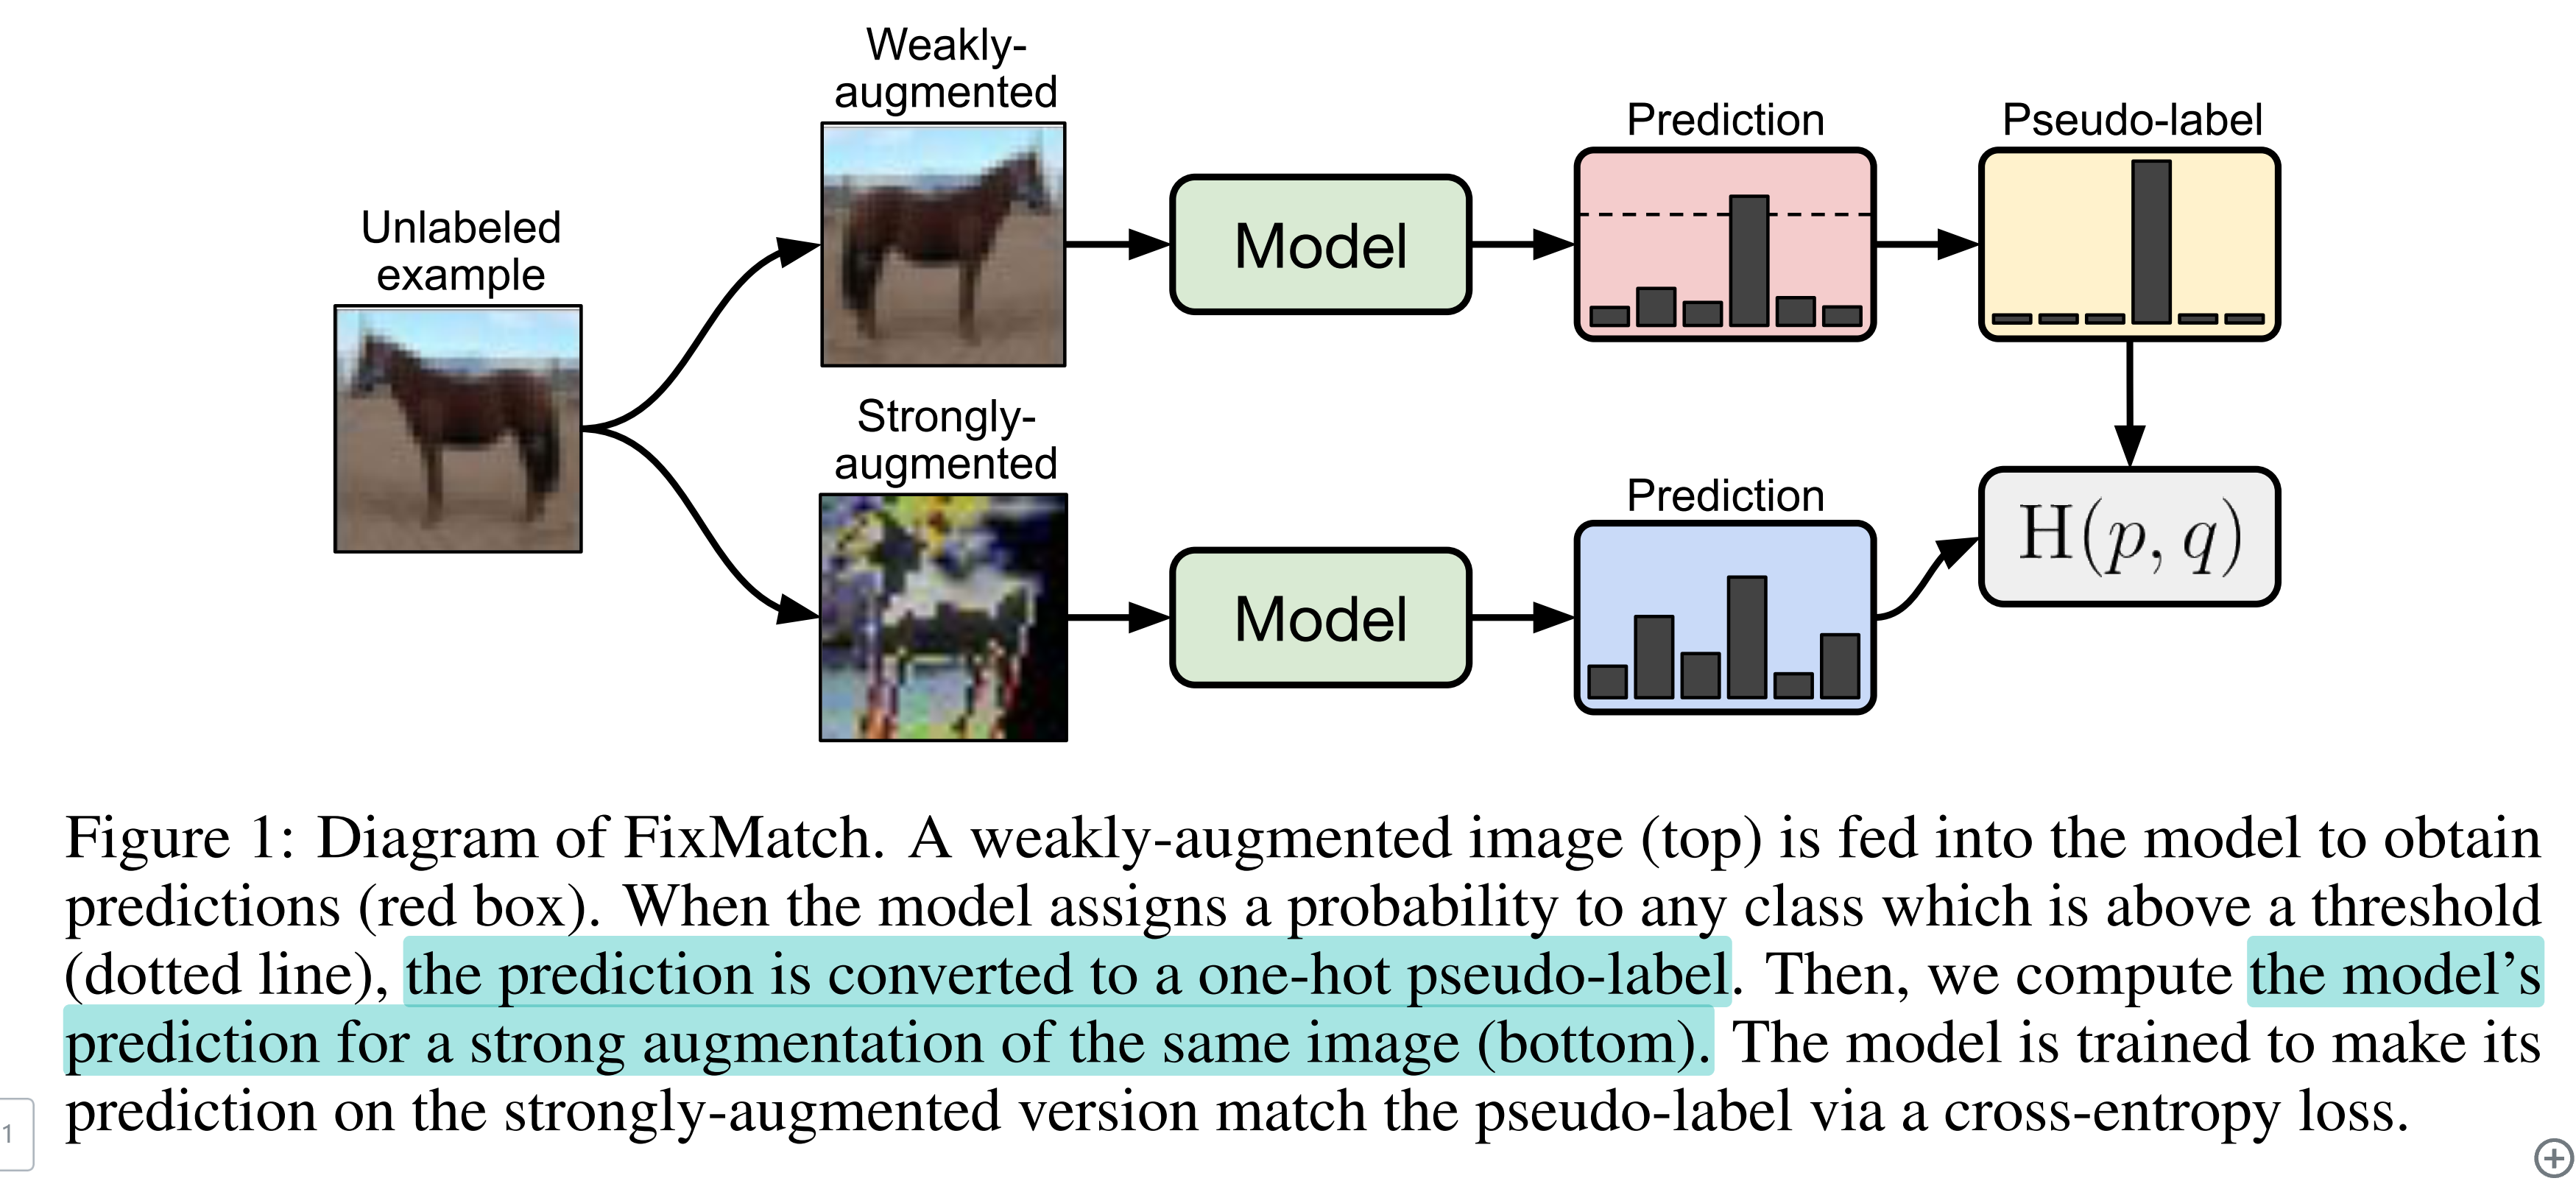 Weakly-
augmented
Prediction
Pseudo-label
Unlabeled
example
Model
Strongly-
augmented
Prediction
Model
H(p, q)
Figure 1: Diagram of FixMatch. A weakly-augmented image (top) is fed into the model to obtain
predictions (red box). When the model assigns a probability to any class which is above a threshold
(dotted line), the prediction is converted to a one-hot pseudo-label. Then, we compute the model’s
prediction for a strong augmentation of the same image (bottom). The model is trained to make its
prediction on the strongly-augmented version match the pseudo-label via a cross-entropy loss.
1